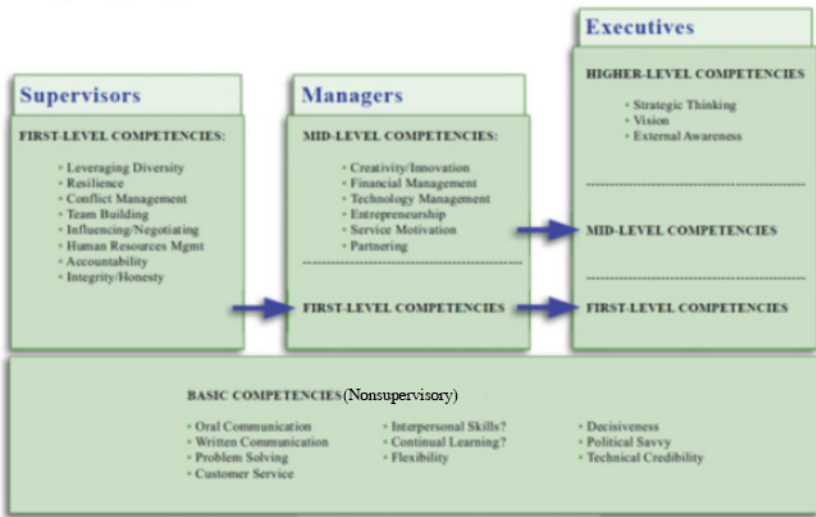 Supervisors
FIRST-LEVEL COMPETENCIES:
• Leveraging Diversity
• Resilience
• Conflict Management
• Team Building
• Influencing/Negotiating
• Human Resources Mgmt
• Accountability
• Integrity/Honesty
Managers
MID-LEVEL COMPETENCIES:
• Creativity/Innovation
• Financial Management
• Technology Management
• Entrepreneurship
• Service Motivation
• Partnering
FIRST-LEVEL COMPETENCIES
Executives
HIGHER-LEVEL COMPETENCIES
• Strategic Thinking
• Vision
• External Awareness
MID-LEVEL COMPETENCIES
FIRST-LEVEL COMPETENCIES
BASIC COMPETENCIES(Nonsupervisory)
• Oral Communication
• Written Communication
• Problem Solving
• Customer Service
• Interpersonal Skills?
• Continual Learning?
• Flexibility
• Decisiveness
• Political Savvy
• Technical Credibility